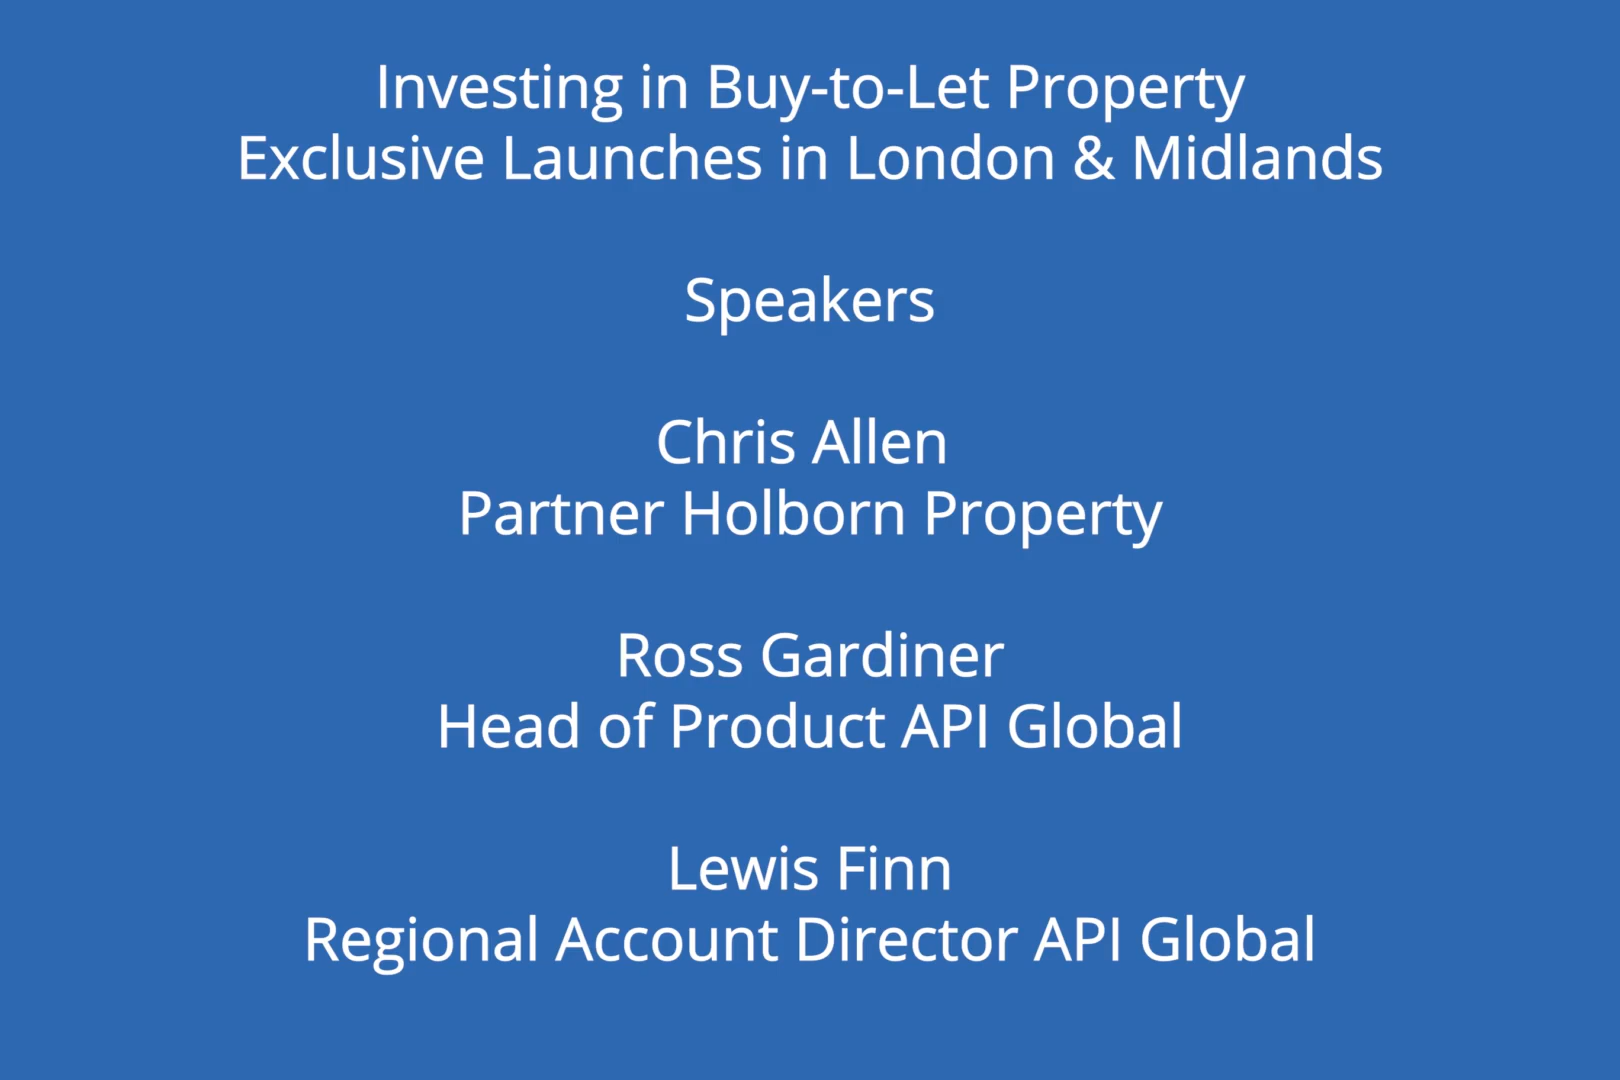 Investing in Buy-to-Let Property
Exclusive Launches in London & Midlands
Speakers
Chris Allen
Partner Holborn Property
Ross Gardiner
Head of Product API Global
Lewis Finn
Regional Account Director API Global